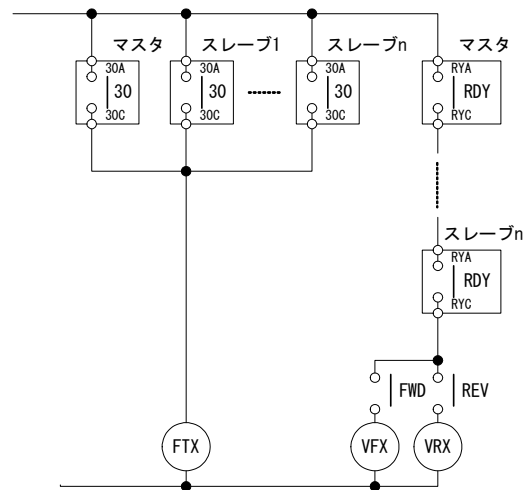 マスタ スレーブ1 スレーブn マスタ
30A 30A 30A RYA
30 30 30 RDY
30C 30C 30C RYC
スレーブn
RYA
RDY
RYC
FWD REV
FTX VFX VRX